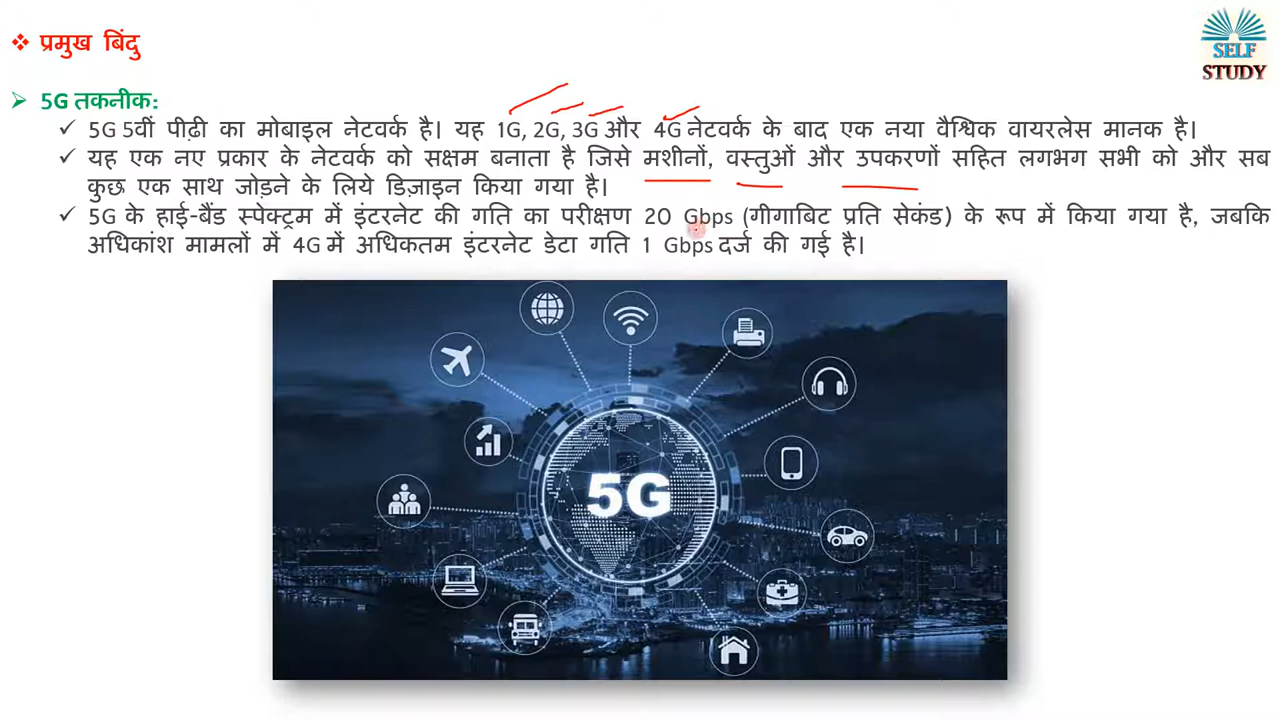 ❖ प्रमुख बिंदु
SELF
STUDY
➢ 5G तकनीक:
✓ 5G 5वीं पीढ़ी का मोबाइल नेटवर्क है। यह 1G, 2G, 3G और 4G नेटवर्क के बाद एक नया वैश्विक वायरलेस मानक है।
✓ यह एक नए प्रकार के नेटवर्क को सक्षम बनाता है जिसे मशीनों, वस्तुओं और उपकरणों सहित लगभग सभी को और सब
कुछ एक साथ जोड़ने के लिये डिज़ाइन किया गया है।
✓ 5G के हाई-बैंड स्पेक्ट्रम में इंटरनेट की गति का परीक्षण 20 Gbps (गीगाबिट प्रति सेकंड) के रूप में किया गया है, जबकि
अधिकांश मामलों में 4G में अधिकतम इंटरनेट डेटा गति 1 Gbps दर्ज की गई है।
5G